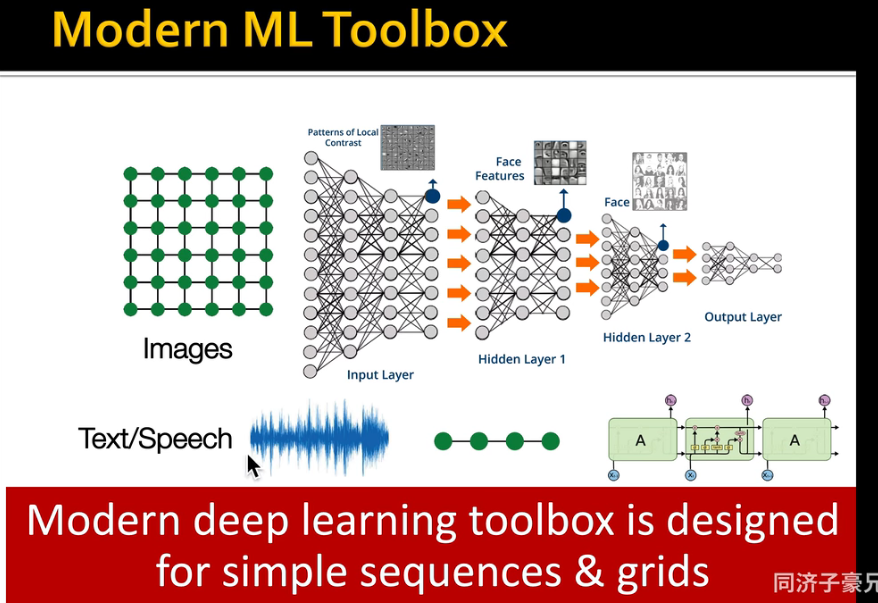 Modern ML Toolbox
Patterns of Local
Contrast
Face
Features
Face
Output Layer
Hidden Layer 2
Hidden Layer 1
Input Layer
Images
Text/Speech
A
A
Modern deep learning toolbox is designed
for simple sequences & grids
同济子豪兄